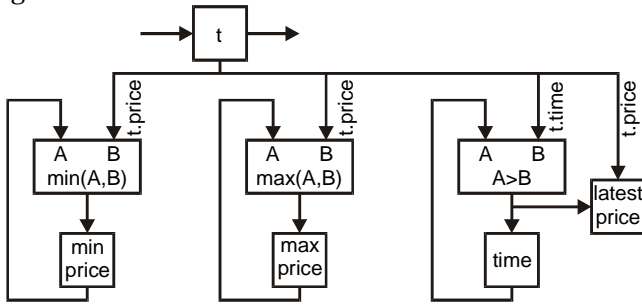 t
t.price
t.price
t.time
t.price
A B
min(A,B)
A B
max(A,B)
A B
A>B
latest
price
min
price
max
price
time